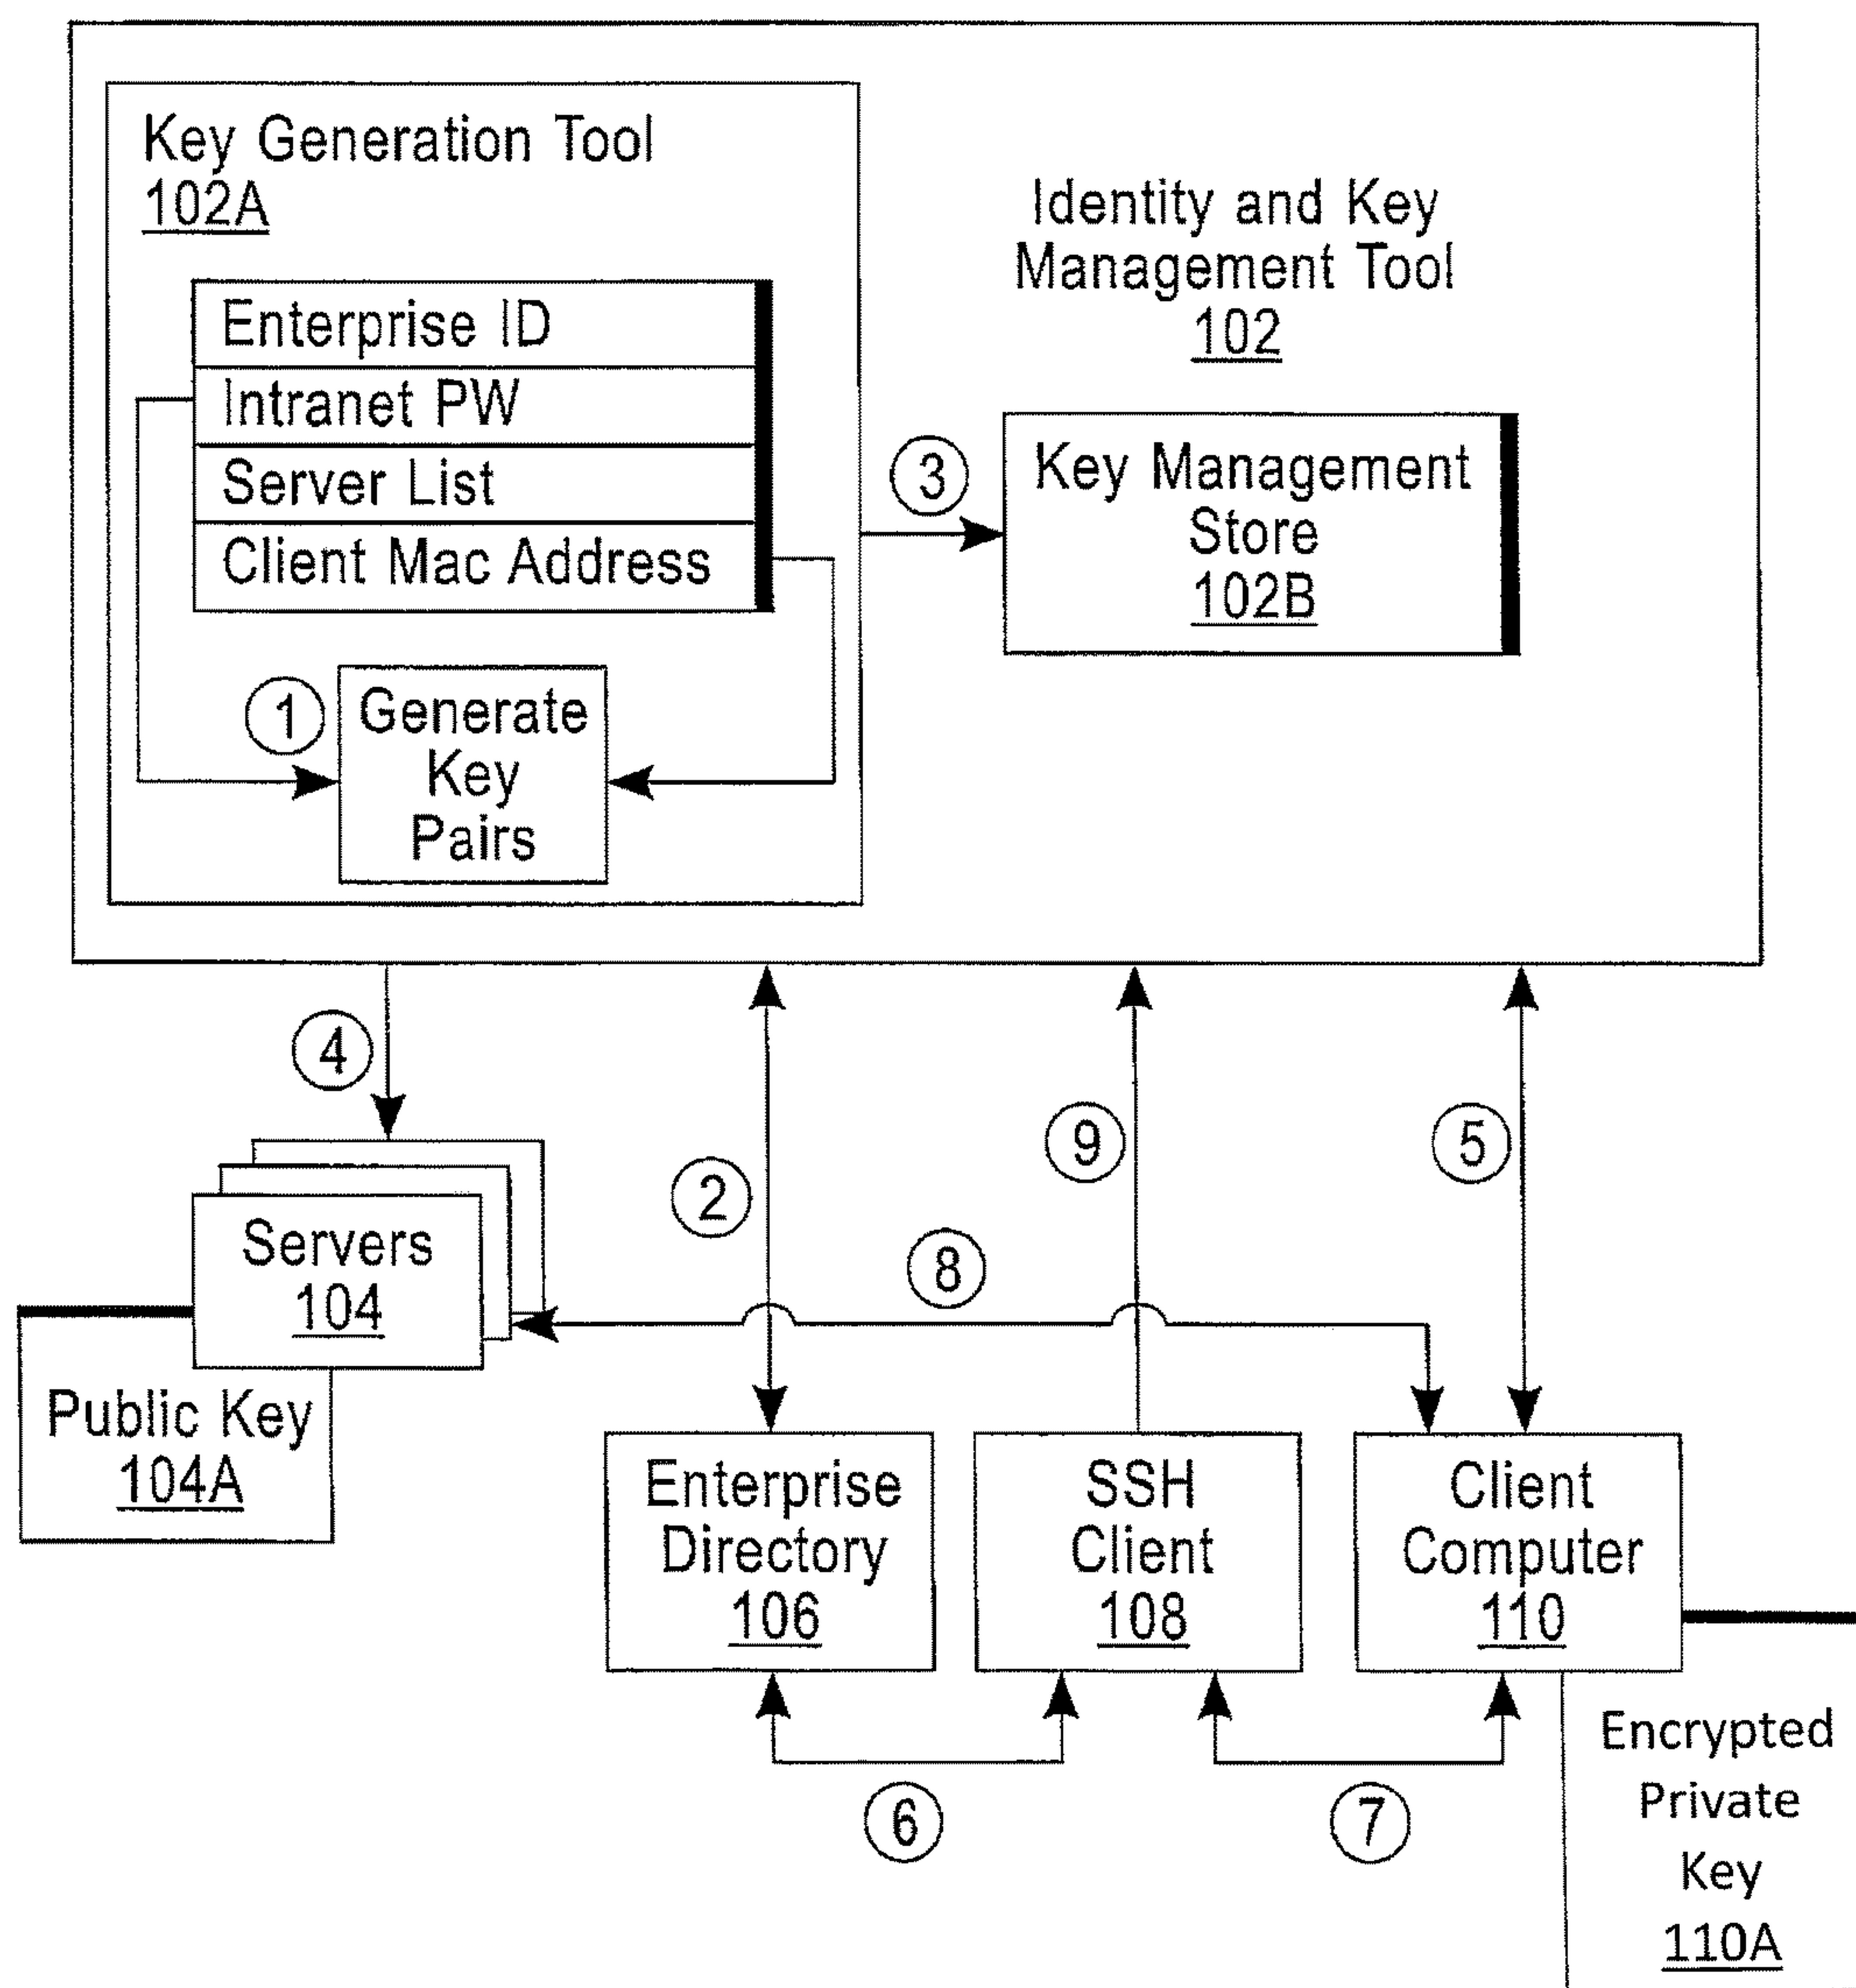 Key Generation Tool
102A
Enterprise ID
Intranet PW
Server List
Client Mac Address
1
Generate
Key
Pairs
Identity and Key
Management Tool
102
3
Key Management
Store
102B
4
2
9
5
8
Servers
104
Public Key
104A
Enterprise
Directory
106
SSH
Client
108
Client
Computer
110
6
7
Encrypted
Private
Key
110A